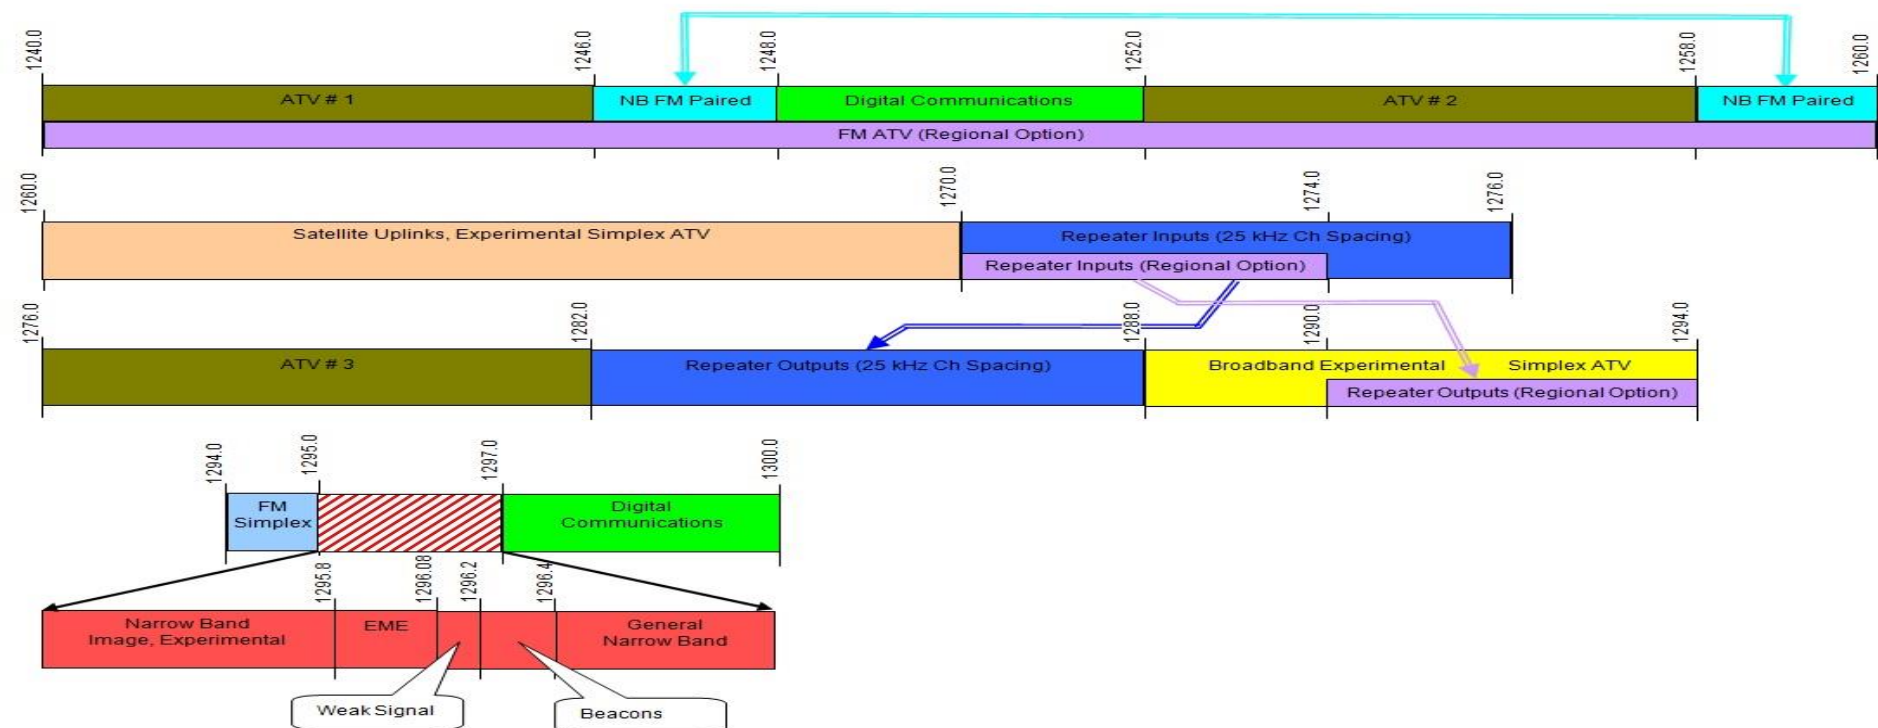 1240.0
1246.0
1248.0
1252.0
1258.0
1260.0
ATV # 1
NB FM Paired
Digital Communications
ATV # 2
NB FM Paired
FM ATV (Regional Option)
1260.0
1270.0
1274.0
1276.0
Satellite Uplinks, Experimental Simplex ATV
Repeater Inputs (25 kHz Ch Spacing)
Repeater Inputs (Regional Option)
1276.0
1282.0
1288.0
1290.0
1294.0
ATV # 3
Repeater Outputs (25 kHz Ch Spacing)
Broadband Experimental
Simplex ATV
Repeater Outputs (Regional Option)
1294.0
1295.0
1297.0
1300.0
FM
Simplex
Digital
Communications
1295.8
1296.08
1296.2
1296.4
Narrow Band
Image, Experimental
EME
General
Narrow Band
Weak Signal
Beacons